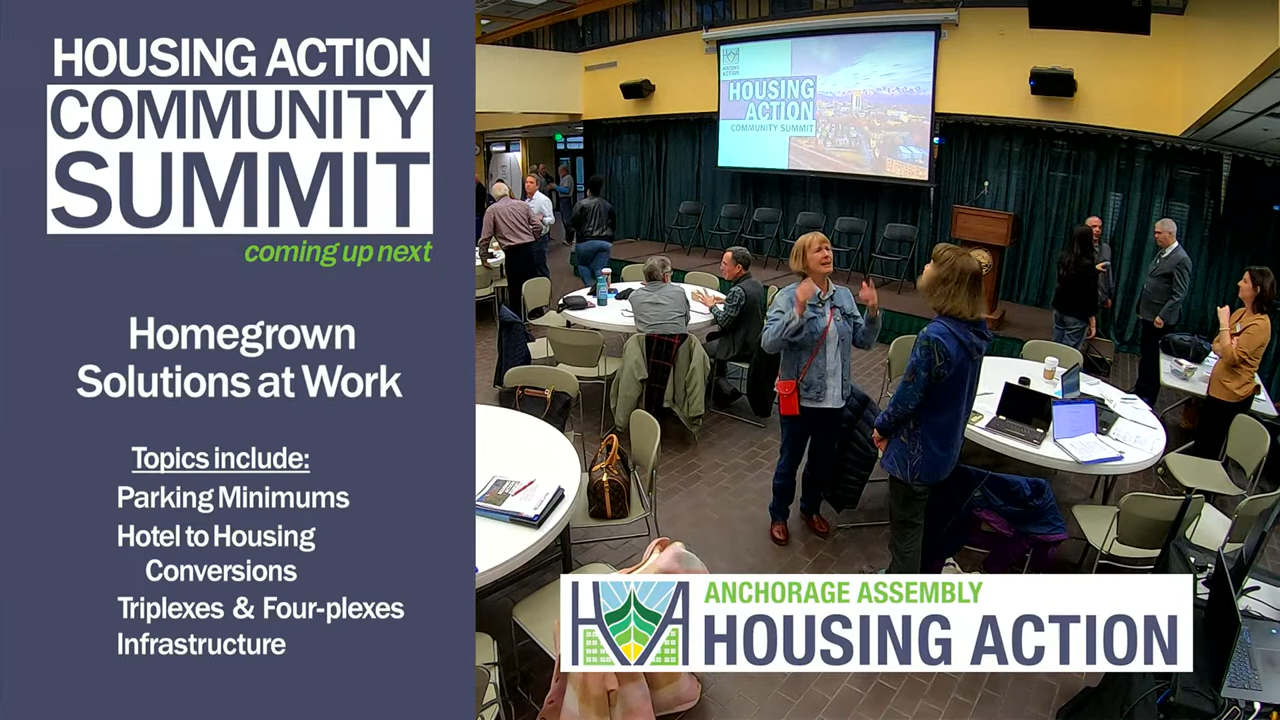 HOUSING ACTION
COMMUNITY
SUMMIT
coming up next
Homegrown
Solutions at Work
Topics include:
Parking Minimums
Hotel to Housing
Conversions
Triplexes & Four-plexes
Infrastructure
HOUSING
ACTION
COMMUNITY SUMMIT
ANCHORAGE ASSEMBLY
HOUSING ACTION